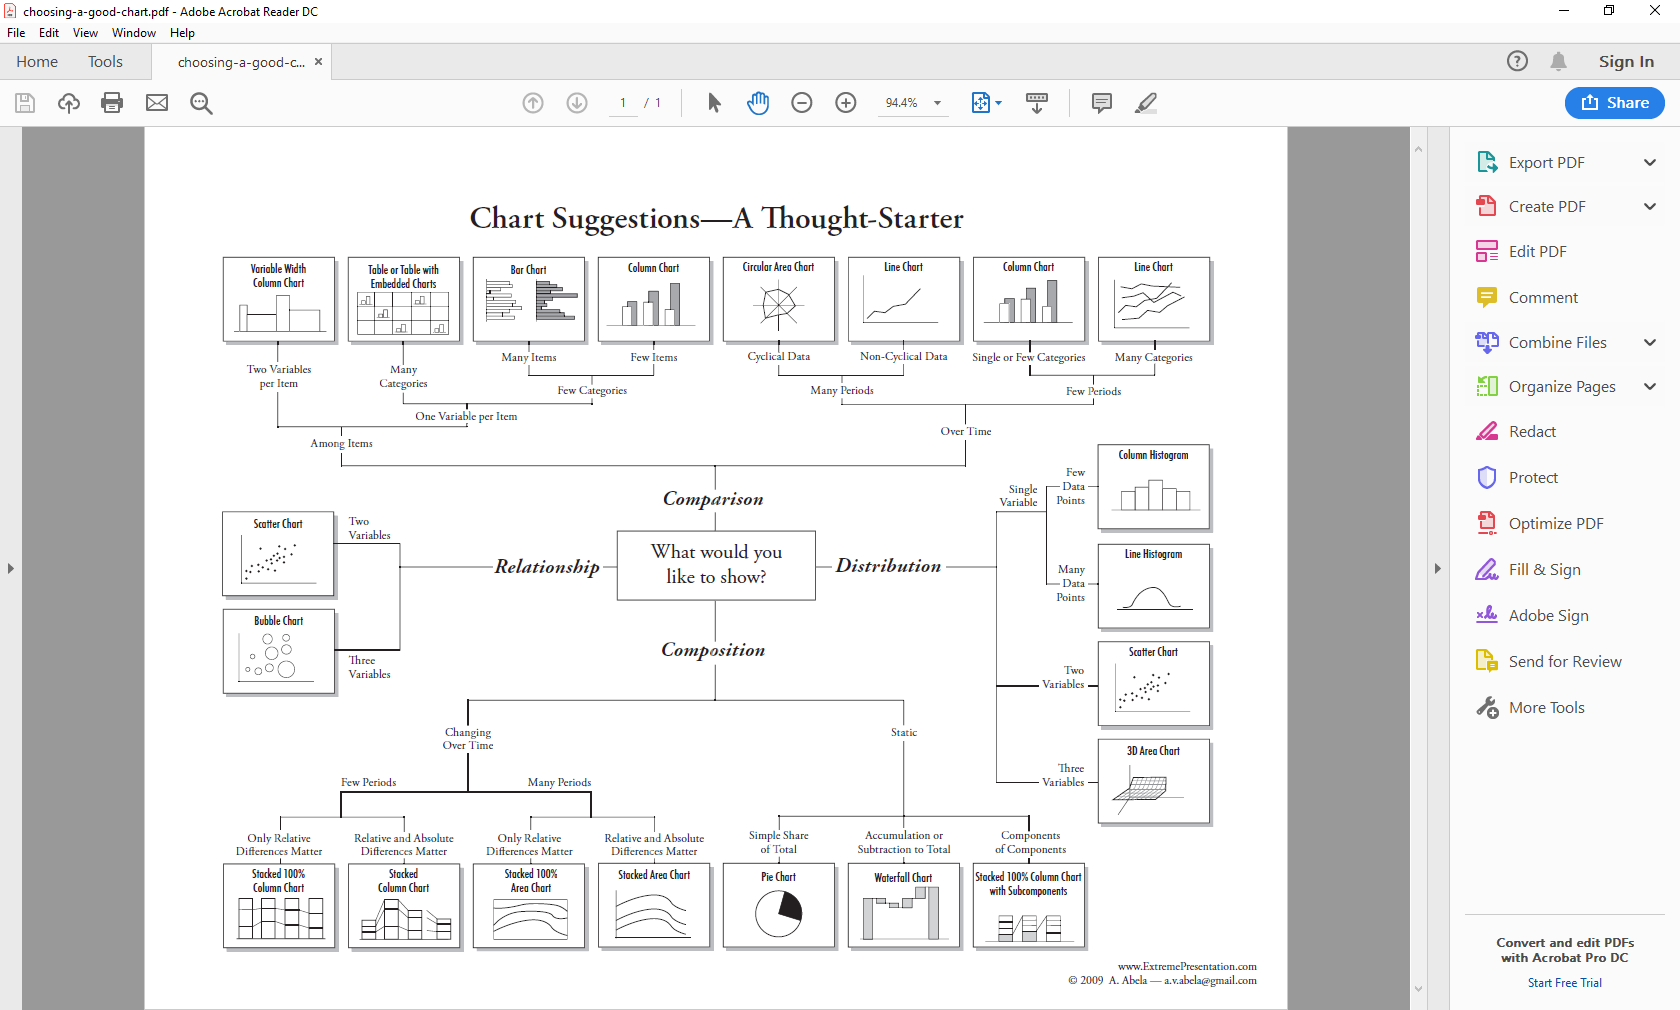 choosing-a-good-chart.pdf - Adobe Acrobat Reader DC
File Edit View Window Help
Home Tools choosing-a-good-c... Sign In
1 / 1 94.4% Share
Chart Suggestions—A Thought-Starter
Variable Width
Column Chart
Table or Table with
Embedded Charts
Bar Chart
Column Chart
Circular Area Chart
Line Chart
Column Chart
Line Chart
Two Variables
per Item
Many
Categories
Many Items
Few Items
Cyclical Data
Non-Cyclical Data
Single or Few Categories
Many Categories
Few Categories
Many Periods
Few Periods
One Variable per Item
Among Items
Over Time
Comparison
What would you
like to show?
Relationship
Two
Variables
Scatter Chart
Bubble Chart
Three
Variables
Distribution
Single
Variable
Few
Data
Points
Column Histogram
Many
Data
Points
Line Histogram
Two
Variables
Scatter Chart
Three
Variables
3D Area Chart
Composition
Changing
Over Time
Static
Few Periods
Many Periods
Only Relative
Differences Matter
Relative and Absolute
Differences Matter
Only Relative
Differences Matter
Relative and Absolute
Differences Matter
Simple Share
of Total
Accumulation or
Subtraction to Total
Components
of Components
Stacked 100%
Column Chart
Stacked
Column Chart
Stacked 100%
Area Chart
Stacked Area Chart
Pie Chart
Waterfall Chart
Stacked 100% Column Chart
with Subcomponents
www.ExtremePresentation.com
© 2009 A. Abela — a.v.abela@gmail.com
Export PDF
Create PDF
Edit PDF
Comment
Combine Files
Organize Pages
Redact
Protect
Optimize PDF
Fill & Sign
Adobe Sign
Send for Review
More Tools
Convert and edit PDFs
with Acrobat Pro DC
Start Free Trial